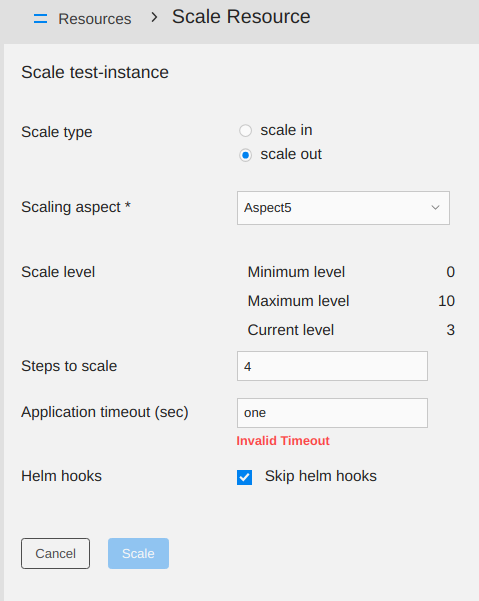 Resources > Scale Resource
Scale test-instance
Scale type
scale in
scale out
Scaling aspect * Aspect5
Scale level Minimum level 0
Maximum level 10
Current level 3
Steps to scale 4
Application timeout (sec) one
Invalid Timeout
Helm hooks Skip helm hooks
Cancel Scale